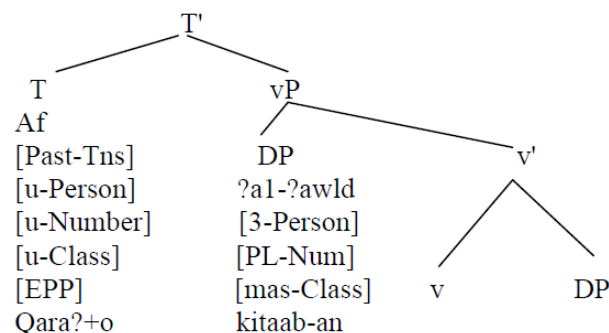 T'
T vP
Af
[Past-Tns] DP v'
[u-Person] ?a1-?awld
[u-Number] [3-Person]
[u-Class] [PL-Num]
[EPP] [mas-Class] v DP
Qara?+o kitaab-an